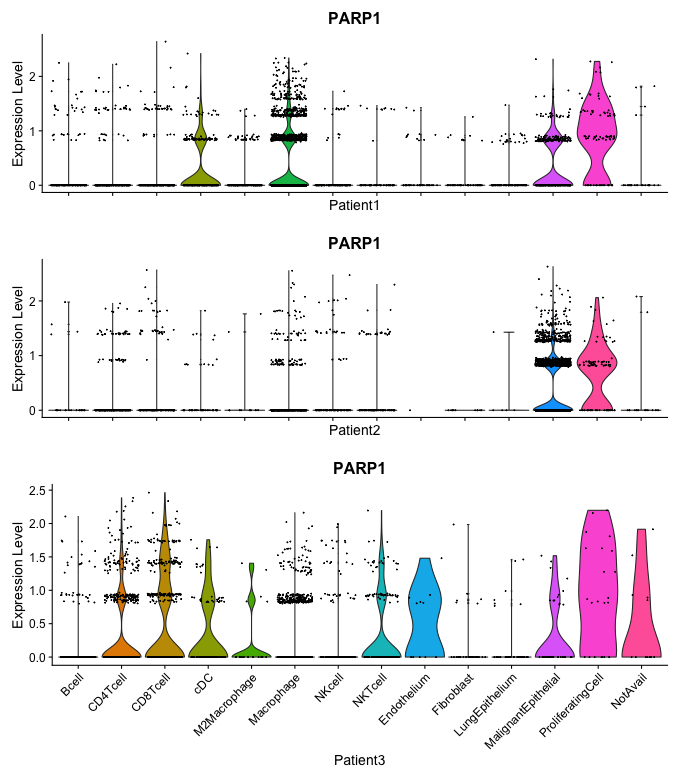 PARP1
Expression Level
2
1
0
Patient1
PARP1
Expression Level
2
1
0
Patient2
PARP1
Expression Level
2.5
2.0
1.5
1.0
0.5
0.0
Bcell
CD4Tcell
CD8Tcell
cDC
M2Macrophage
Macrophage
NKcell
NKTcell
Endothelium
Fibroblast
LungEpithelium
MalignantEpithelial
ProliferatingCell
NotAvail
Patient3